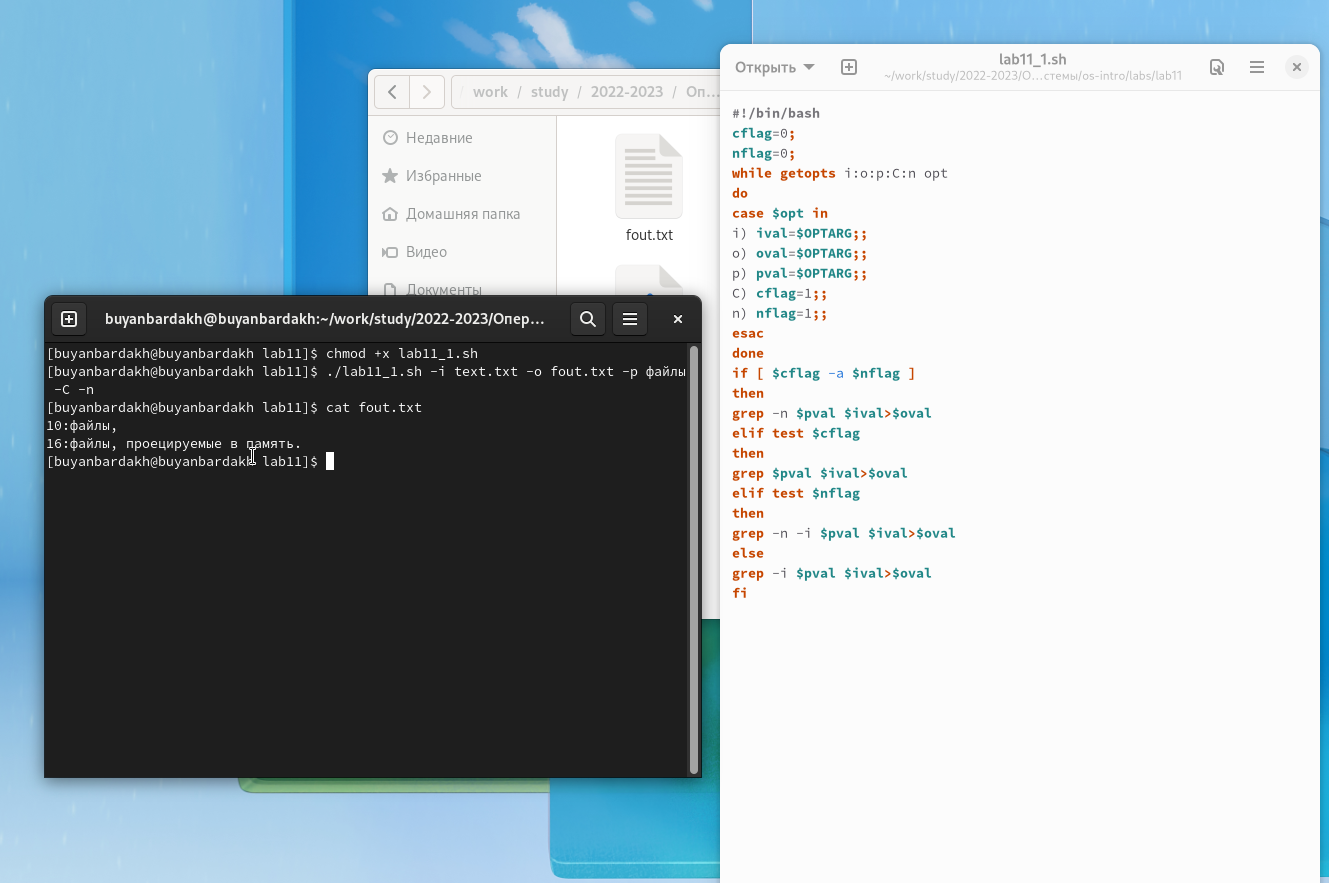 work / study / 2022-2023 / Оп…
Недавние
Избранные
Домашняя папка
Видео
Документы
fout.txt
buyanbardakh@buyanbardakh:~/work/study/2022-2023/Опер…
[buyanbardakh@buyanbardakh lab11]$ chmod +x lab11_1.sh
[buyanbardakh@buyanbardakh lab11]$ ./lab11_1.sh -i text.txt -o fout.txt -p файлы
-C -n
[buyanbardakh@buyanbardakh lab11]$ cat fout.txt
10:файлы,
16:файлы, проецируемые в память.
[buyanbardakh@buyanbardakh lab11]$
Открыть
lab11_1.sh
~/work/study/2022-2023/О…стемы/os-intro/labs/lab11
#!/bin/bash
cflag=0;
nflag=0;
while getopts i:o:p:C:n opt
do
case $opt in
i) ival=$OPTARG;;
o) oval=$OPTARG;;
p) pval=$OPTARG;;
C) cflag=1;;
n) nflag=1;;
esac
done
if [ $cflag -a $nflag ]
then
grep -n $pval $ival>$oval
elif test $cflag
then
grep $pval $ival>$oval
elif test $nflag
then
grep -n -i $pval $ival>$oval
else
grep -i $pval $ival>$oval
fi